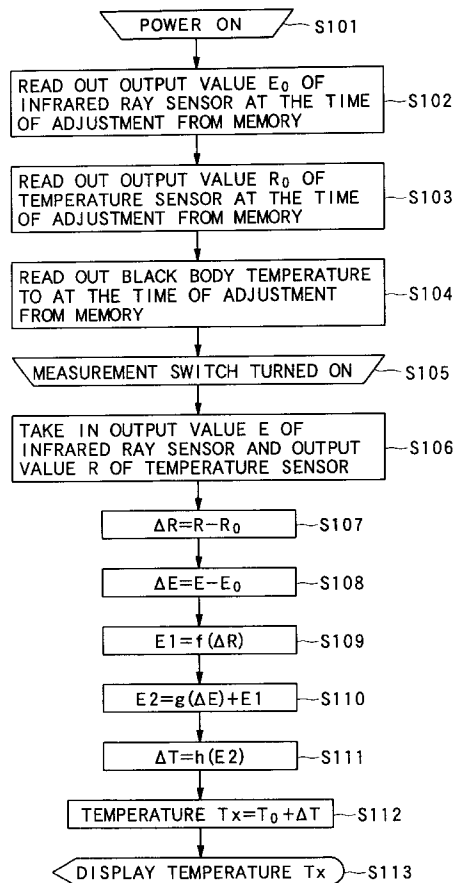 POWER ON S101
READ OUT OUTPUT VALUE E₀ OF
INFRARED RAY SENSOR AT THE TIME S102
OF ADJUSTMENT FROM MEMORY
READ OUT OUTPUT VALUE R₀ OF
TEMPERATURE SENSOR AT THE TIME S103
OF ADJUSTMENT FROM MEMORY
READ OUT BLACK BODY TEMPERATURE
TO AT THE TIME OF ADJUSTMENT S104
FROM MEMORY
MEASUREMENT SWITCH TURNED ON S105
TAKE IN OUTPUT VALUE E OF
INFRARED RAY SENSOR AND OUTPUT S106
VALUE R OF TEMPERATURE SENSOR
ΔR=R-R₀ S107
ΔE=E-E₀ S108
E1=f(ΔR) S109
E2=g(ΔE)+E1 S110
ΔT=h(E2) S111
TEMPERATURE Tx=T₀+ΔT S112
DISPLAY TEMPERATURE Tx S113